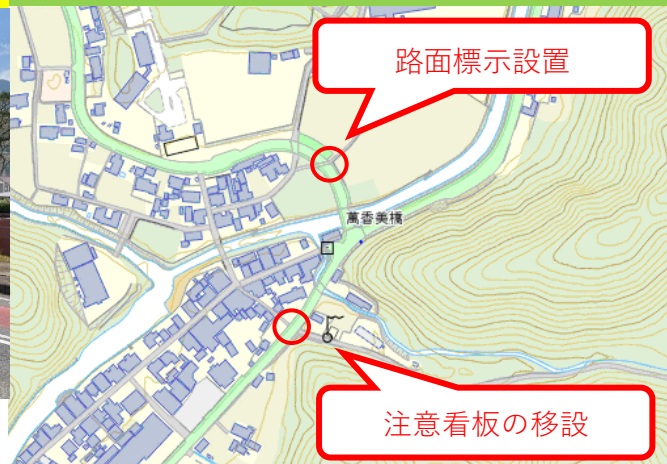 路面標示設置
萬香美橋
注意看板の移設